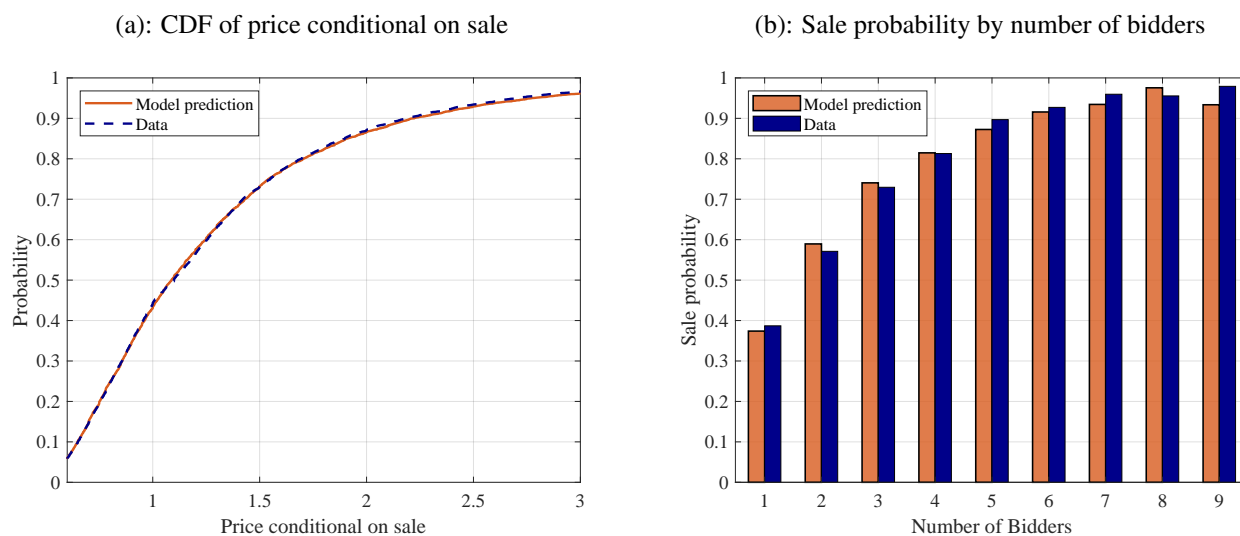 (a): CDF of price conditional on sale
1
0.9
0.8
0.7
0.6
0.5
0.4
0.3
0.2
0.1
0
Probability
Model prediction
Data
1 1.5 2 2.5 3
Price conditional on sale
(b): Sale probability by number of bidders
1
0.9
0.8
0.7
0.6
0.5
0.4
0.3
0.2
0.1
0
Sale probability
Model prediction
Data
1 2 3 4 5 6 7 8 9
Number of Bidders